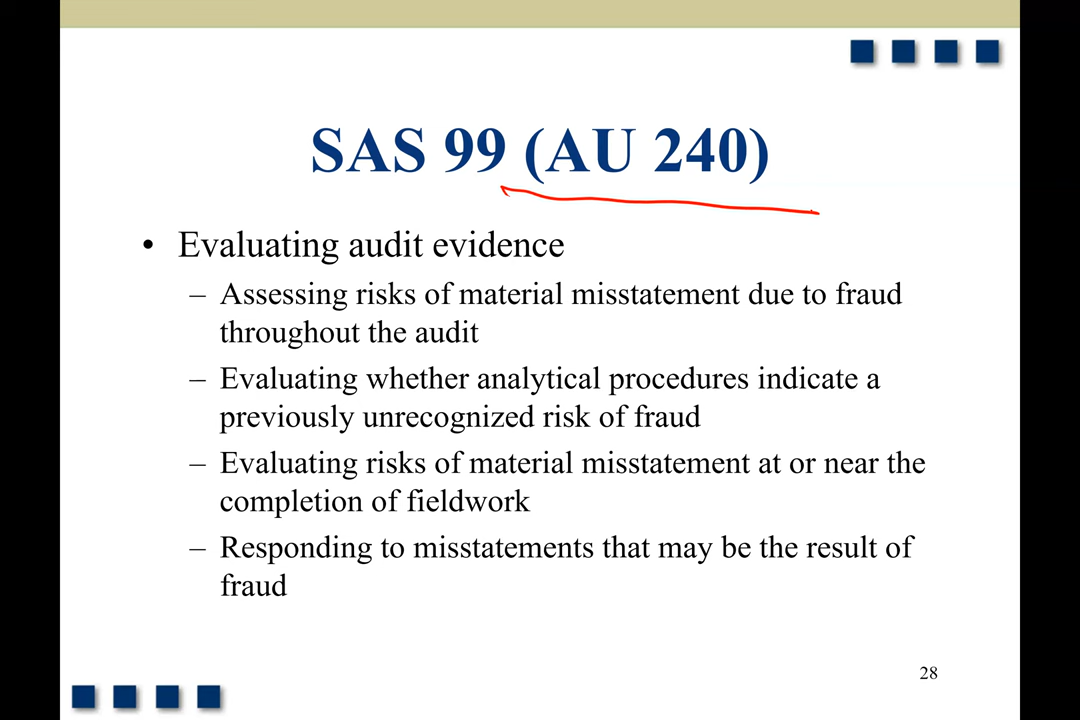 SAS 99 (AU 240)
• Evaluating audit evidence
– Assessing risks of material misstatement due to fraud
throughout the audit
– Evaluating whether analytical procedures indicate a
previously unrecognized risk of fraud
– Evaluating risks of material misstatement at or near the
completion of fieldwork
– Responding to misstatements that may be the result of
fraud
28